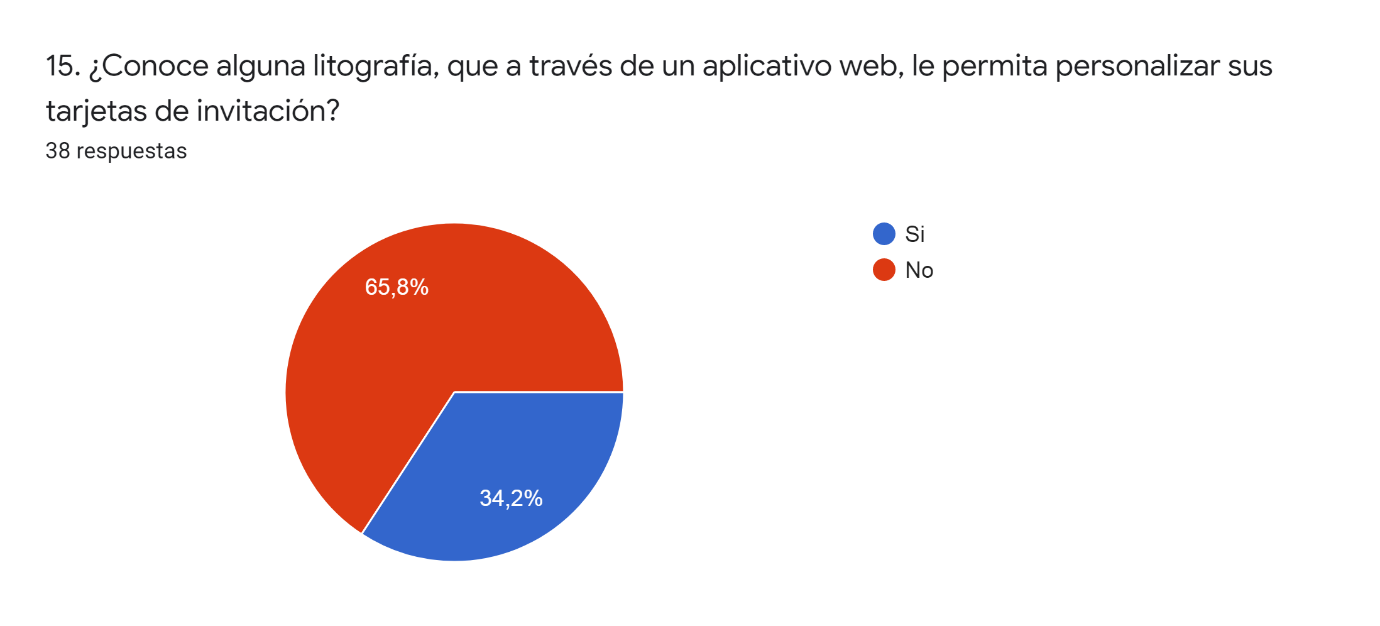 15. ¿Conoce alguna litografía, que a través de un aplicativo web, le permita personalizar sus
tarjetas de invitación?
38 respuestas
Si
No
65,8%
34,2%